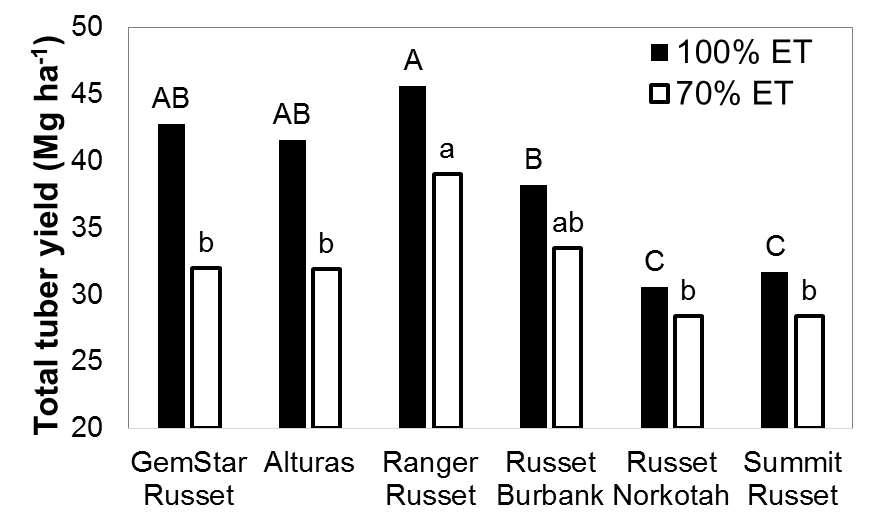 Total tuber yield (Mg ha-1)
50
45
40
35
30
25
20
100% ET
70% ET
AB
b
AB
b
A
a
B
ab
C
b
C
b
GemStar Russet
Alturas
Ranger Russet
Russet Burbank
Russet Norkotah
Summit Russet